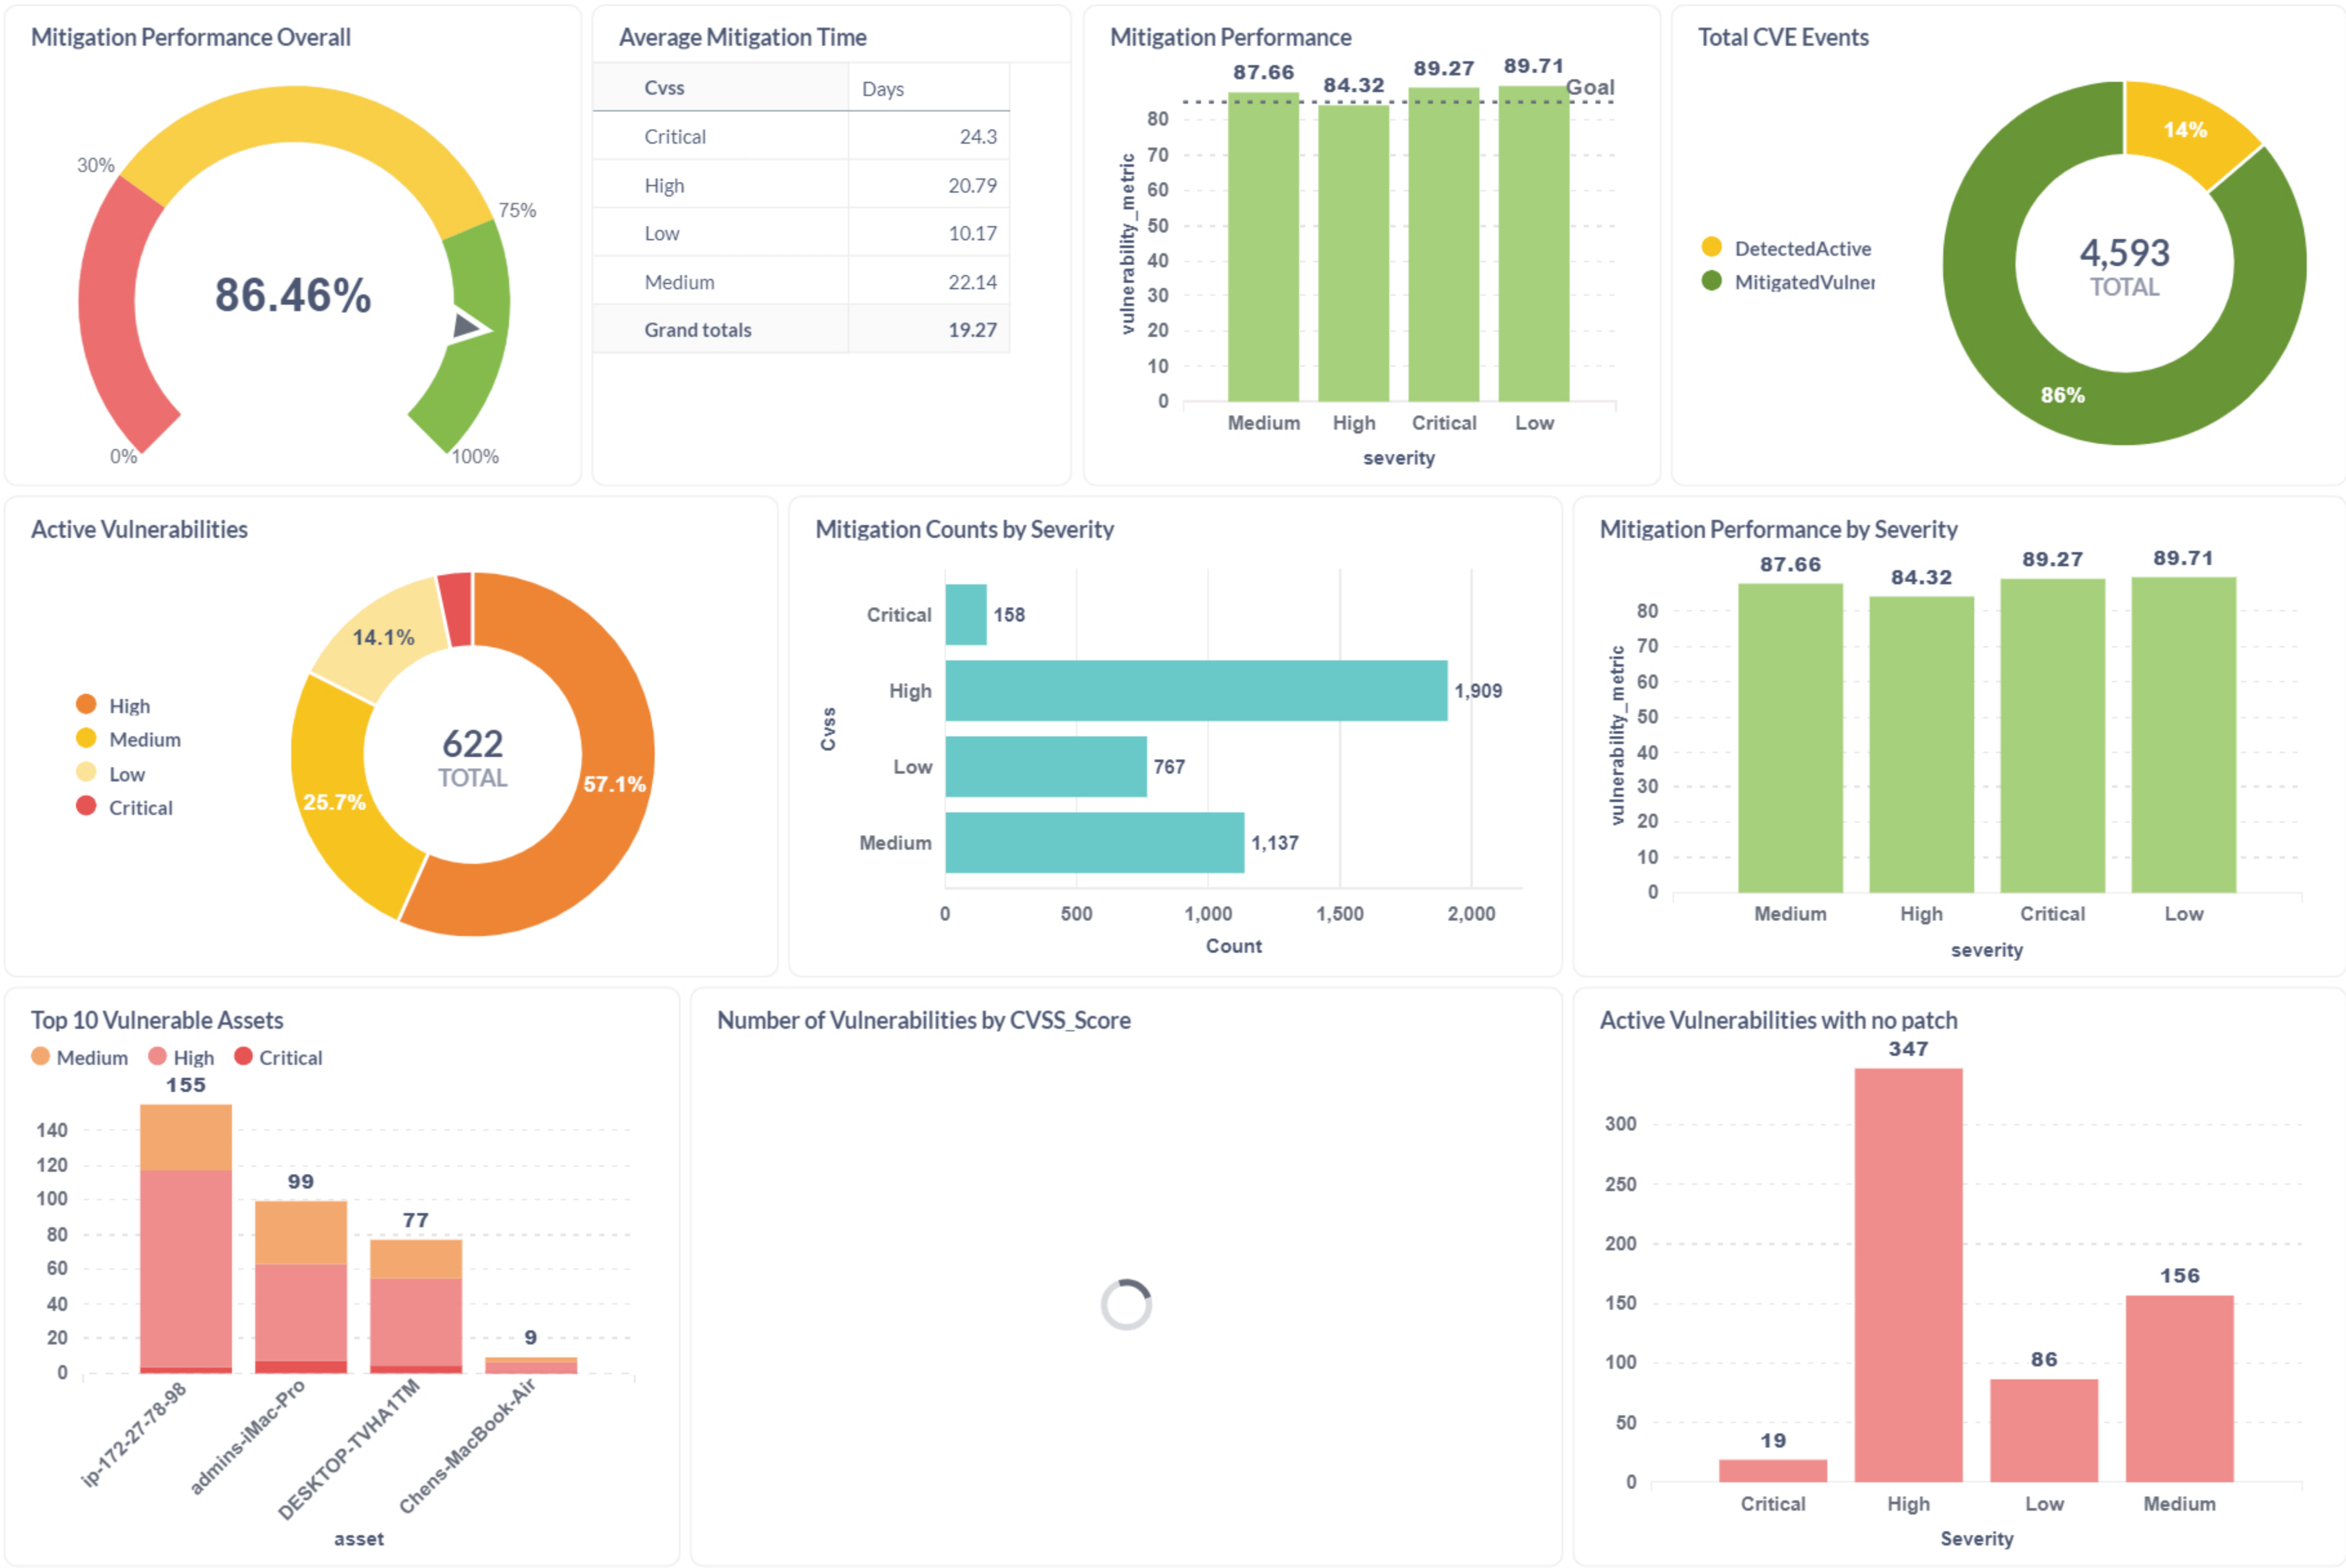 Mitigation Performance Overall
86.46%
0%
30%
75%
100%
Average Mitigation Time
Cvss Days
Critical 24.3
High 20.79
Low 10.17
Medium 22.14
Grand totals 19.27
Mitigation Performance
87.66 84.32 89.27 89.71
Goal
80
70
60
50
40
30
20
10
0
vulnerability_metric
Medium High Critical Low
severity
Total CVE Events
DetectedActive
MitigatedVulner
14%
4,593
TOTAL
86%
Active Vulnerabilities
High
Medium
Low
Critical
14.1%
622
TOTAL
57.1%
25.7%
Mitigation Counts by Severity
Cvss
Critical 158
High 1,909
Low 767
Medium 1,137
0 500 1,000 1,500 2,000
Count
Mitigation Performance by Severity
87.66 84.32 89.27 89.71
80
70
60
50
40
30
20
10
0
vulnerability_metric
Medium High Critical Low
severity
Top 10 Vulnerable Assets
Medium High Critical
155
99
77
9
140
120
100
80
60
40
20
0
ip-172-27-78-98
admins-iMac-Pro
DESKTOP-TVHA1TM
Chens-MacBook-Air
asset
Number of Vulnerabilities by CVSS_Score
Active Vulnerabilities with no patch
347
300
250
200
150
100
50
0
19
86
156
Critical High Low Medium
Severity